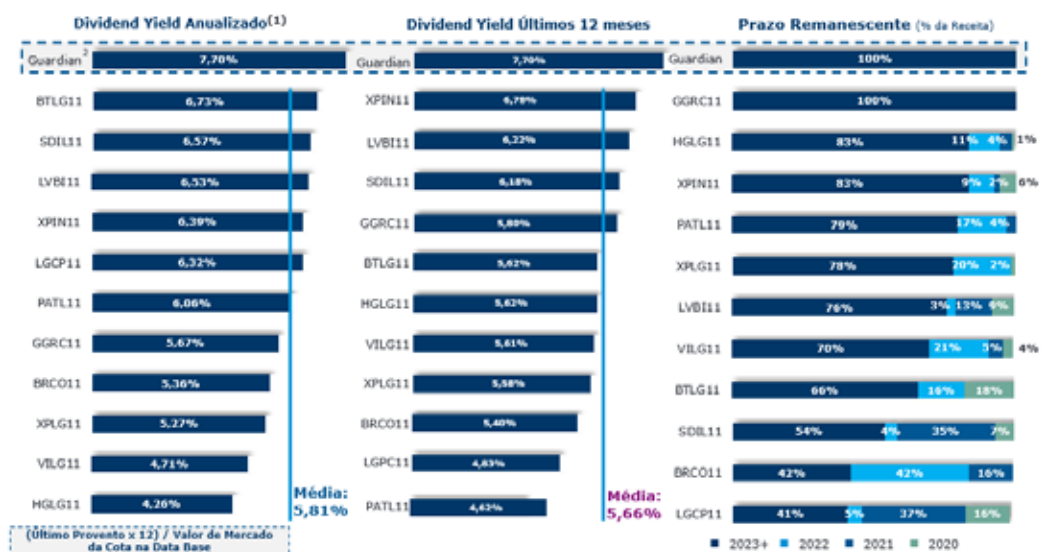 Dividend Yield Anualizado(1)
Guardian² 7,70%
BTLG11 6,73%
SDIL11 6,57%
LVBI11 6,53%
XPIN11 6,39%
LGCP11 6,32%
PATL11 6,06%
GGRC11 5,67%
BRCO11 5,36%
XPLG11 5,27%
VILG11 4,71%
HGLG11 4,26%
Média:
5,81%
(Último Provento x 12) / Valor de Mercado
da Cota na Data Base
Dividend Yield Últimos 12 meses
Guardian 7,70%
XPIN11 6,78%
LVBI11 6,22%
SDIL11 6,18%
GGRC11 5,80%
BTLG11 5,62%
HGLG11 5,62%
VILG11 5,61%
XPLG11 5,58%
BRCO11 5,40%
LGPC11 4,83%
PATL11 4,62%
Média:
5,66%
Prazo Remanescente (% da Receita)
Guardian 100%
GGRC11 100%
HGLG11 83% 11% 4% 1%
XPIN11 83% 9% 2% 6%
PATL11 79% 17% 4%
XPLG11 78% 20% 2%
LVBI11 76% 3% 13%
VILG11 70% 21% 5% 4%
BTLG11 66% 16% 18%
SDIL11 54% 4% 35% 7%
BRCO11 42% 42% 16%
LGCP11 41% 5% 37% 16%
2023+ 2022 2021 2020